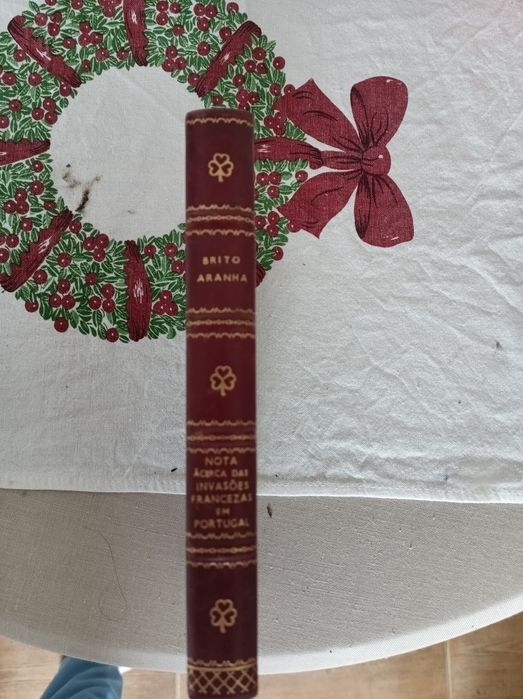 BRITO
ARANHA
NOTA
ÁCERCA DAS
INVASÕES
FRANCEZAS
EM
PORTUGAL